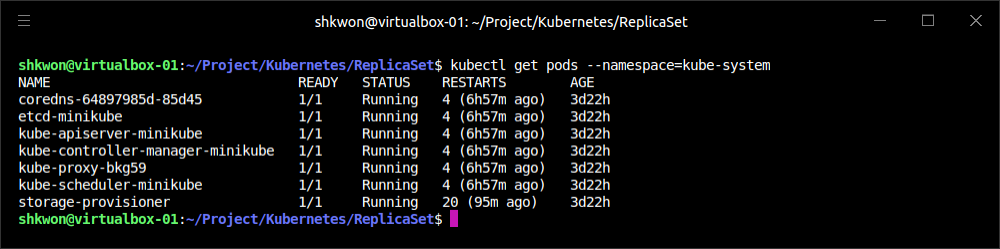 shkwon@virtualbox-01: ~/Project/Kubernetes/ReplicaSet
shkwon@virtualbox-01:~/Project/Kubernetes/ReplicaSet$ kubectl get pods --namespace=kube-system
NAME                               READY   STATUS    RESTARTS        AGE
coredns-64897985d-85d45            1/1     Running   4 (6h57m ago)   3d22h
etcd-minikube                      1/1     Running   4 (6h57m ago)   3d22h
kube-apiserver-minikube            1/1     Running   4 (6h57m ago)   3d22h
kube-controller-manager-minikube   1/1     Running   4 (6h57m ago)   3d22h
kube-proxy-bkg59                   1/1     Running   4 (6h57m ago)   3d22h
kube-scheduler-minikube            1/1     Running   4 (6h57m ago)   3d22h
storage-provisioner                1/1     Running   20 (95m ago)    3d22h
shkwon@virtualbox-01:~/Project/Kubernetes/ReplicaSet$